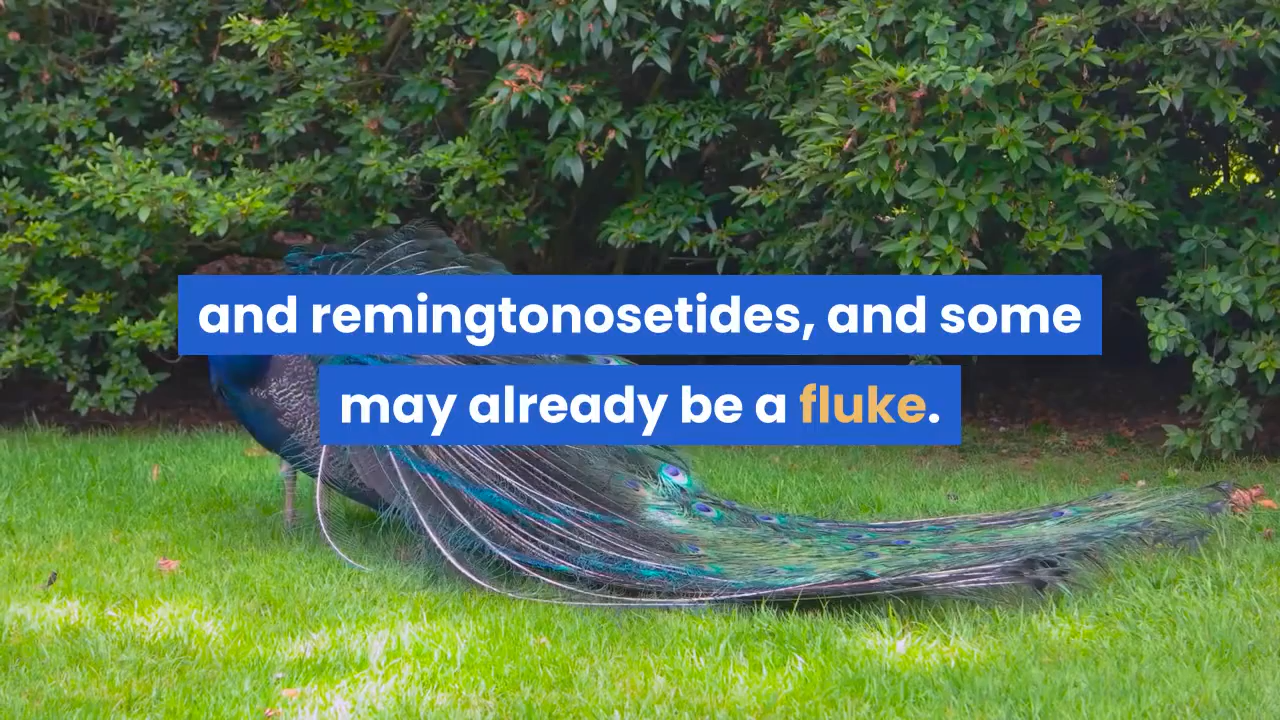 and remingtonosetides, and some
may already be a fluke.